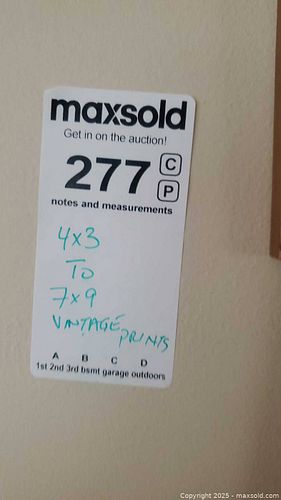 maxsold
Get in on the auction!
277 C
P
notes and measurements
4x3
TO
7x9
VINTAGE PRINTS
A B C D
1st 2nd 3rd bsmt garage outdoors
Copyright © 2025 - maxsold.com